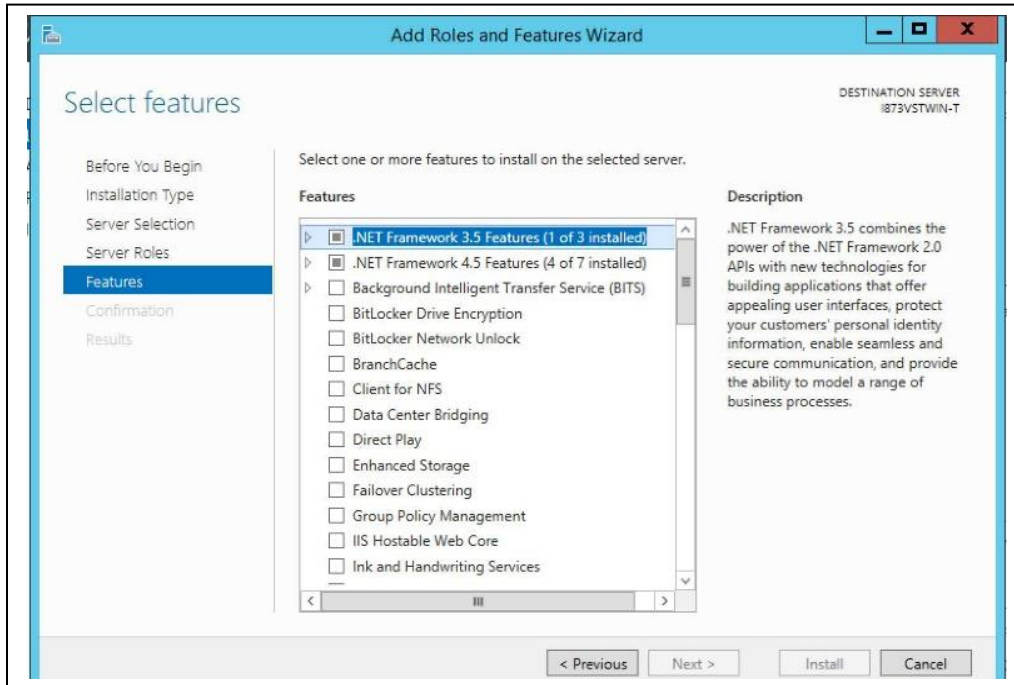 Add Roles and Features Wizard
Select features
DESTINATION SERVER
I873VSTWIN-T
Before You Begin
Installation Type
Server Selection
Server Roles
Features
Confirmation
Results
Select one or more features to install on the selected server.
Features
.NET Framework 3.5 Features (1 of 3 installed)
.NET Framework 4.5 Features (4 of 7 installed)
Background Intelligent Transfer Service (BITS)
BitLocker Drive Encryption
BitLocker Network Unlock
BranchCache
Client for NFS
Data Center Bridging
Direct Play
Enhanced Storage
Failover Clustering
Group Policy Management
IIS Hostable Web Core
Ink and Handwriting Services
Description
.NET Framework 3.5 combines the
power of the .NET Framework 2.0
APIs with new technologies for
building applications that offer
appealing user interfaces, protect
your customers' personal identity
information, enable seamless and
secure communication, and provide
the ability to model a range of
business processes.
< Previous
Next >
Install
Cancel